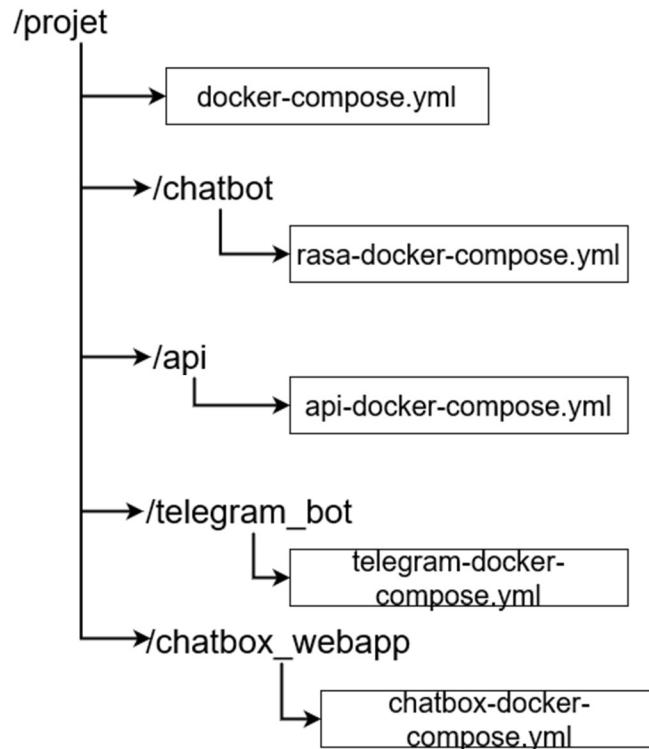 /projet
docker-compose.yml
/chatbot
rasa-docker-compose.yml
/api
api-docker-compose.yml
/telegram_bot
telegram-docker-
compose.yml
/chatbox_webapp
chatbox-docker-
compose.yml